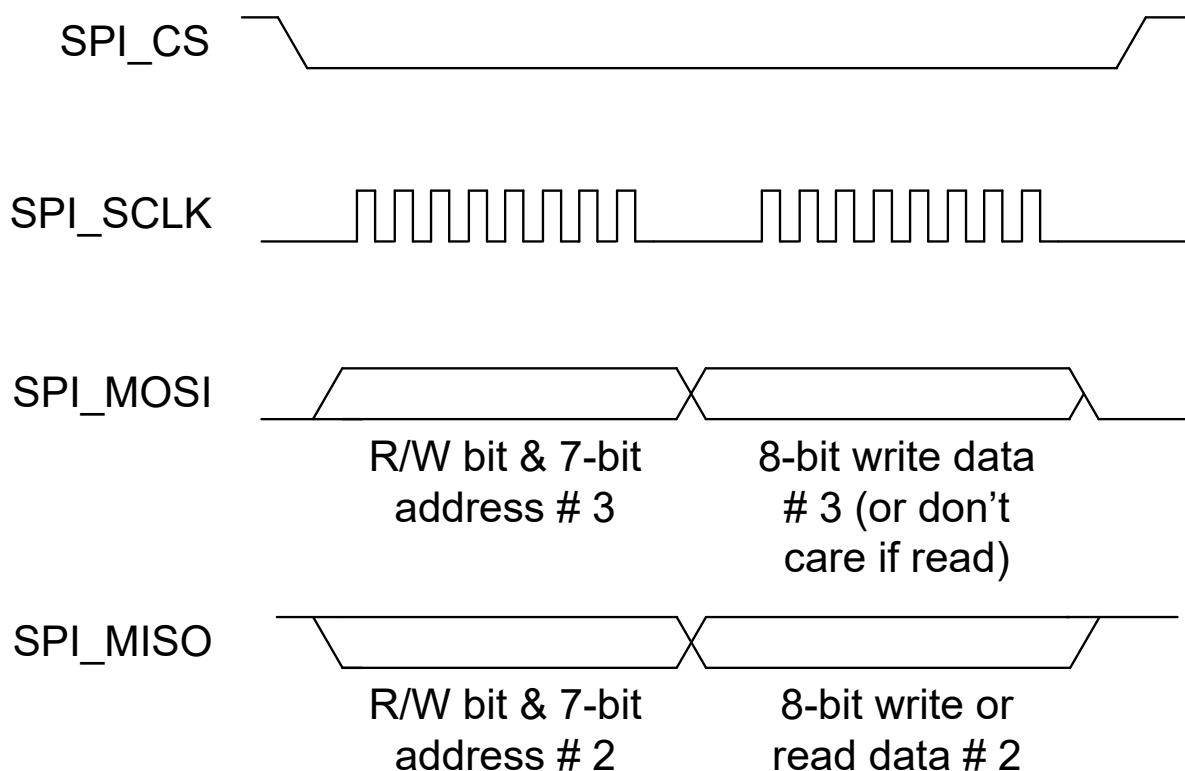 SPI_CS
SPI_SCLK
SPI_MOSI
R/W bit & 7-bit
address # 3
8-bit write data
# 3 (or don’t
care if read)
SPI_MISO
R/W bit & 7-bit
address # 2
8-bit write or
read data # 2